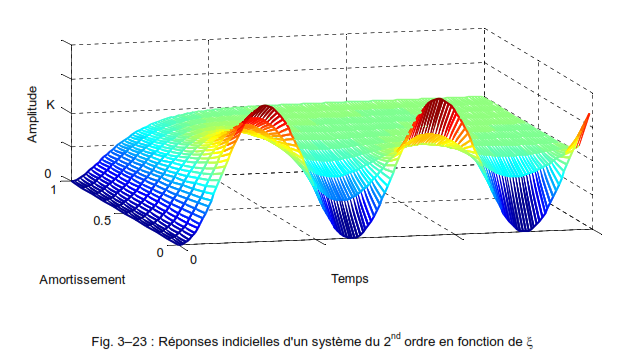 Amplitude
K
0
1
0.5
0
0
Amortissement
Temps
Fig. 3–23 : Réponses indicielles d'un système du 2nd ordre en fonction de ξ